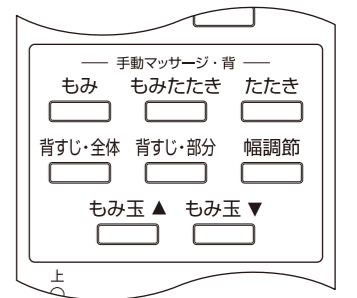 手動マッサージ・背
もみ もみたたき たたき
背すじ・全体 背すじ・部分 幅調節
もみ玉 ▲ もみ玉 ▼
上